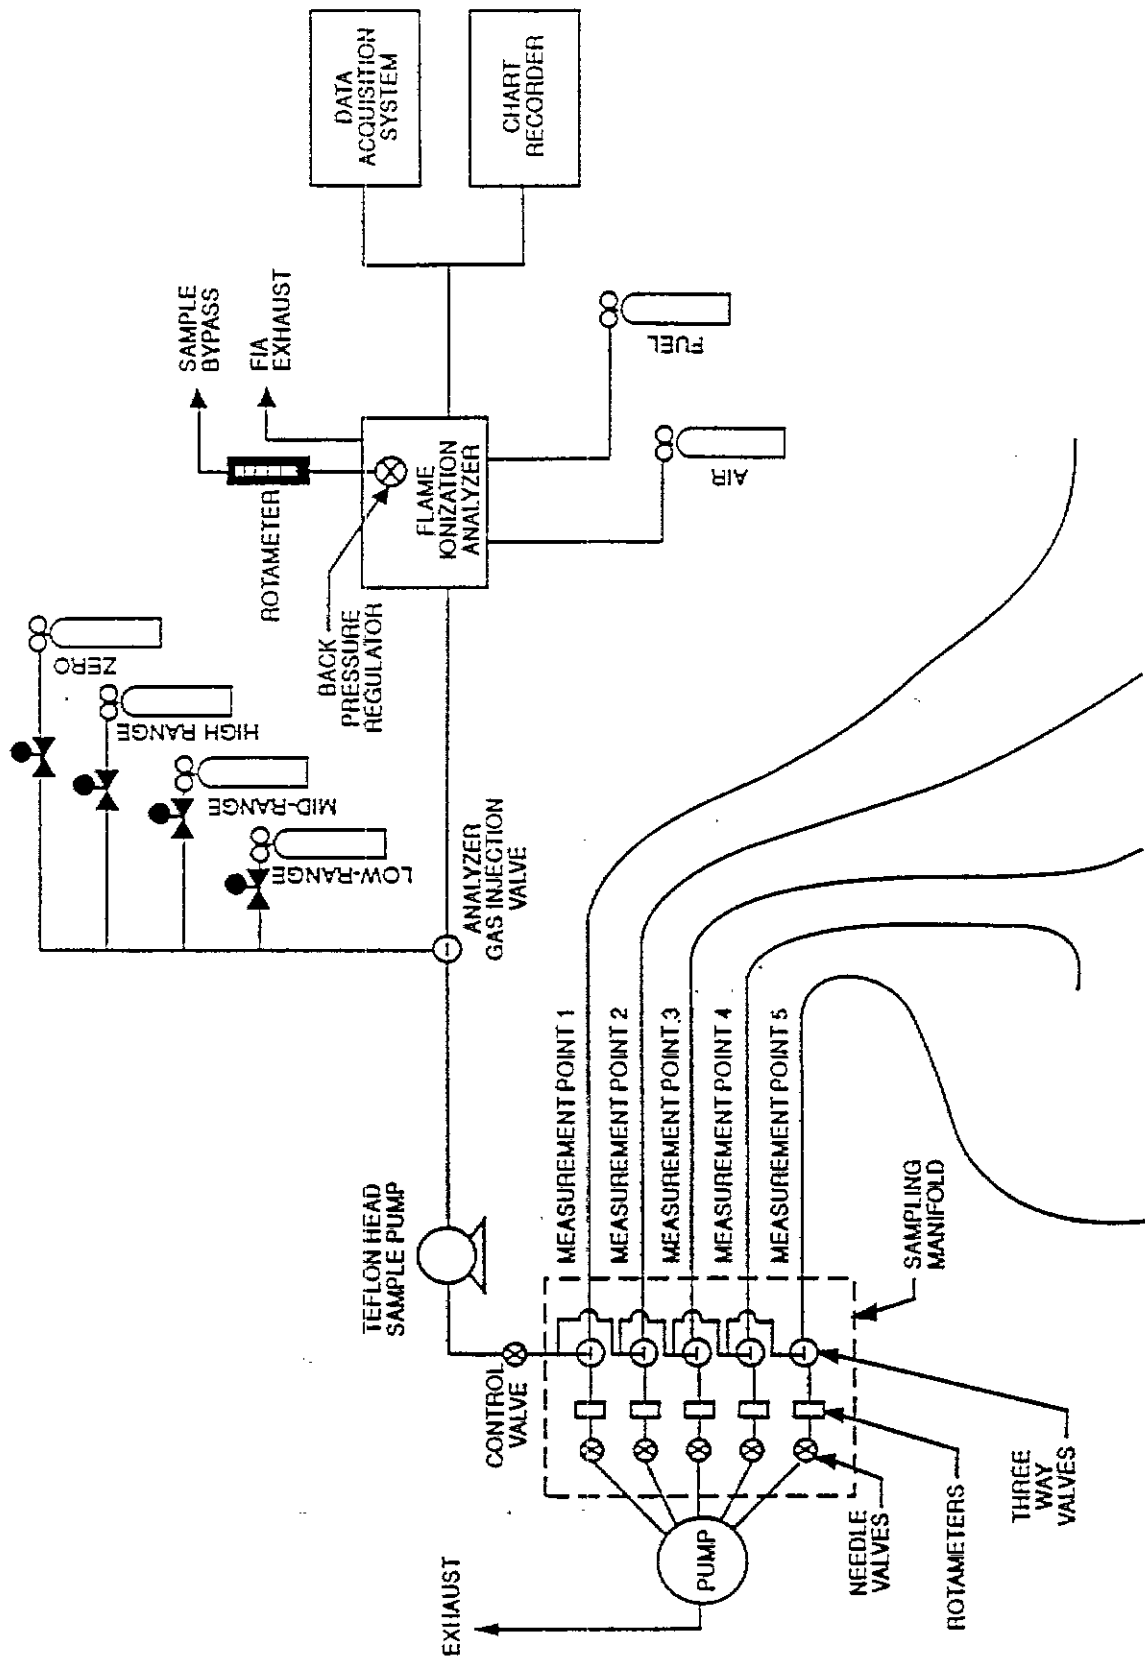 EXHAUST
PUMP
NEEDLE
VALVES
ROTAMETERS
THREE
WAY
VALVES
SAMPLING
MANIFOLD
CONTROL
VALVE
TEFLON HEAD
SAMPLE PUMP
MEASUREMENT POINT 1
MEASUREMENT POINT 2
MEASUREMENT POINT 3
MEASUREMENT POINT 4
MEASUREMENT POINT 5
ANALYZER
GAS INJECTION
VALVE
LOW-RANGE
MID-RANGE
HIGH RANGE
ZERO
BACK
PRESSURE
REGULATOR
ROTAMETER
SAMPLE
BYPASS
FIA
EXHAUST
FLAME
IONIZATION
ANALYZER
AIR
FUEL
DATA
ACQUISITION
SYSTEM
CHART
RECORDER